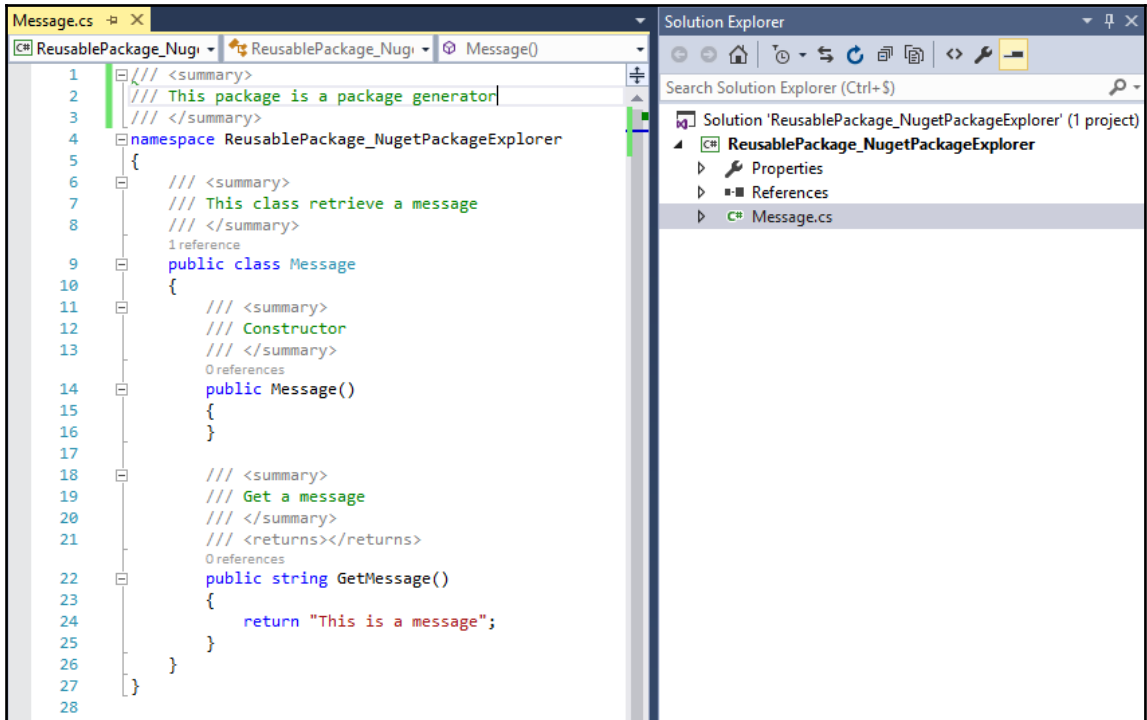 Message.cs
ReusablePackage_Nug
ReusablePackage_Nug
Message()
1 /// <summary>
2 /// This package is a package generator
3 /// </summary>
4 namespace ReusablePackage_NugetPackageExplorer
5 {
6 /// <summary>
7 /// This class retrieve a message
8 /// </summary>
1 reference
9 public class Message
10 {
11 /// <summary>
12 /// Constructor
13 /// </summary>
0 references
14 public Message()
15 {
16 }
17
18 /// <summary>
19 /// Get a message
20 /// </summary>
21 /// <returns></returns>
0 references
22 public string GetMessage()
23 {
24 return "This is a message";
25 }
26 }
27 }
28
Solution Explorer
Search Solution Explorer (Ctrl+$)
Solution 'ReusablePackage_NugetPackageExplorer' (1 project)
C# ReusablePackage_NugetPackageExplorer
Properties
References
C# Message.cs